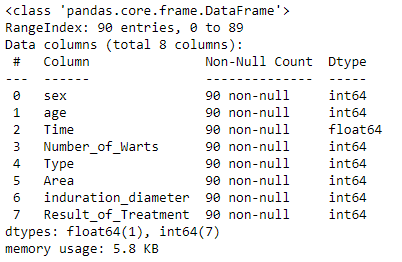 <class 'pandas.core.frame.DataFrame'>
RangeIndex: 90 entries, 0 to 89
Data columns (total 8 columns):
 #   Column              Non-Null Count  Dtype
---  ------              --------------  -----
 0   sex                 90 non-null     int64
 1   age                 90 non-null     int64
 2   Time                90 non-null     float64
 3   Number_of_Warts     90 non-null     int64
 4   Type                90 non-null     int64
 5   Area                90 non-null     int64
 6   induration_diameter 90 non-null     int64
 7   Result_of_Treatment 90 non-null     int64
dtypes: float64(1), int64(7)
memory usage: 5.8 KB